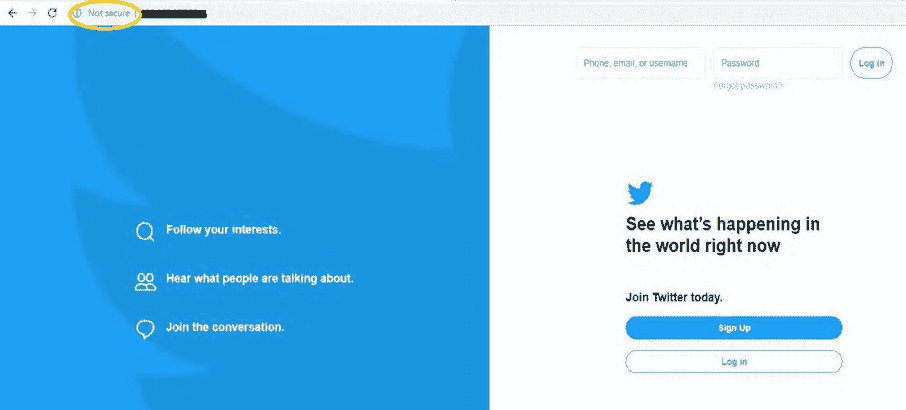 Not secure
Phone, email, or username
Password
Log in
Forgot password?
Follow your interests.
Hear what people are talking about.
Join the conversation.
See what's happening in
the world right now
Join Twitter today.
Sign Up
Log in